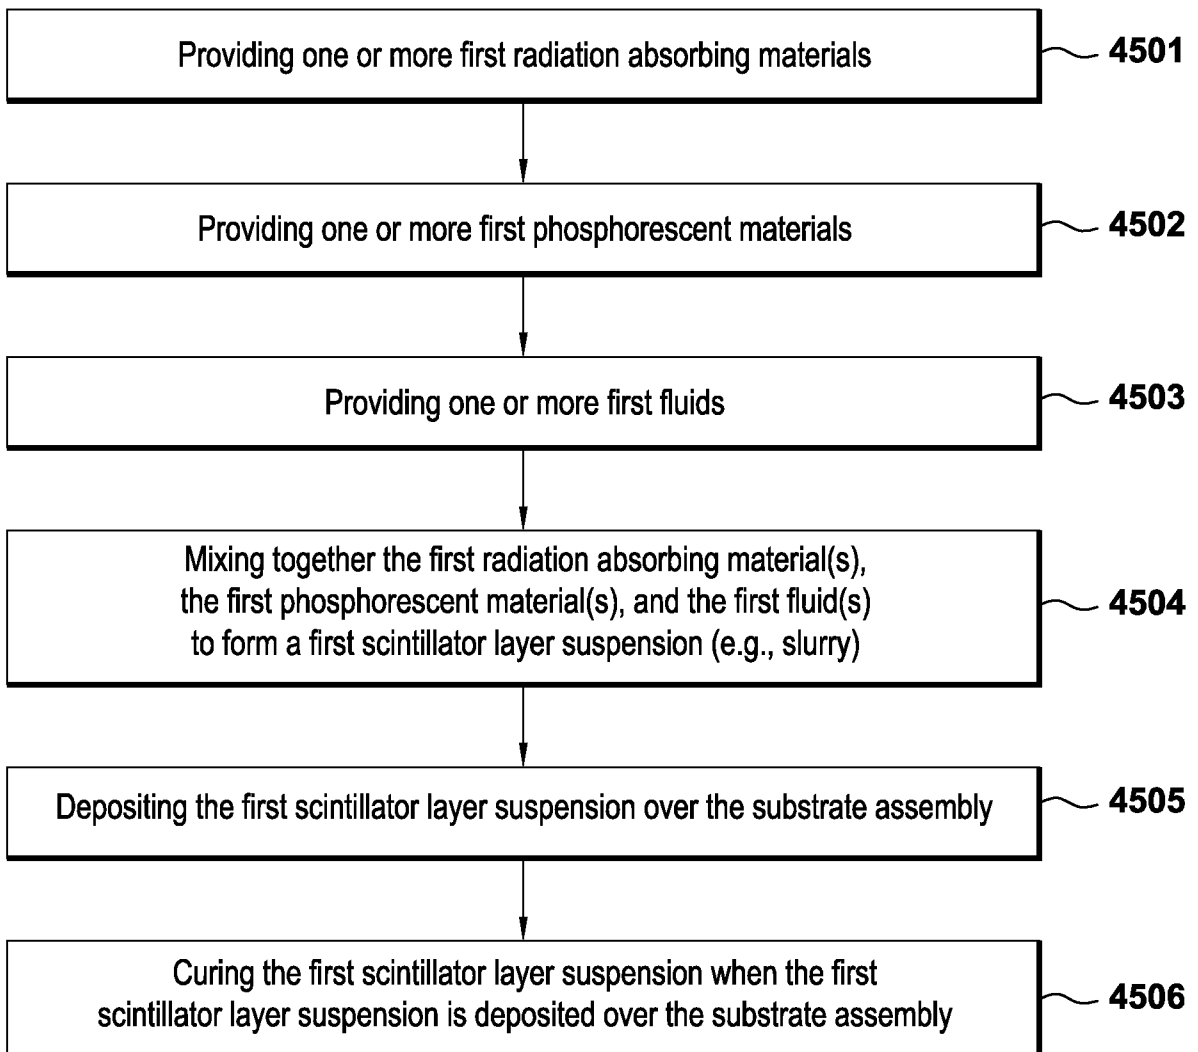 Providing one or more first radiation absorbing materials
4501
Providing one or more first phosphorescent materials
4502
Providing one or more first fluids
4503
Mixing together the first radiation absorbing material(s),
the first phosphorescent material(s), and the first fluid(s)
to form a first scintillator layer suspension (e.g., slurry)
4504
Depositing the first scintillator layer suspension over the substrate assembly
4505
Curing the first scintillator layer suspension when the first
scintillator layer suspension is deposited over the substrate assembly
4506